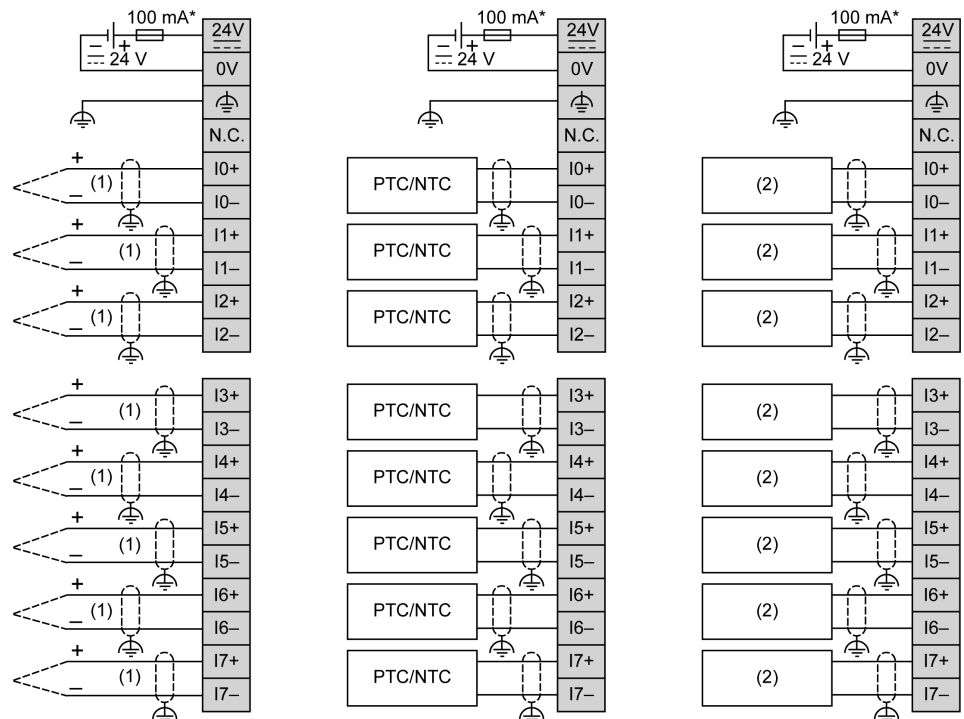 100 mA*
24V
24 V
0V
N.C.
+
(1)
I0+
–
I0–
+
(1)
I1+
–
I1–
+
(1)
I2+
–
I2–
+
(1)
I3+
–
I3–
+
(1)
I4+
–
I4–
+
(1)
I5+
–
I5–
+
(1)
I6+
–
I6–
+
(1)
I7+
–
I7–
100 mA*
24V
24 V
0V
N.C.
PTC/NTC
I0+
I0–
PTC/NTC
I1+
I1–
PTC/NTC
I2+
I2–
PTC/NTC
I3+
I3–
PTC/NTC
I4+
I4–
PTC/NTC
I5+
I5–
PTC/NTC
I6+
I6–
PTC/NTC
I7+
I7–
100 mA*
24V
24 V
0V
N.C.
(2)
I0+
I0–
(2)
I1+
I1–
(2)
I2+
I2–
(2)
I3+
I3–
(2)
I4+
I4–
(2)
I5+
I5–
(2)
I6+
I6–
(2)
I7+
I7–